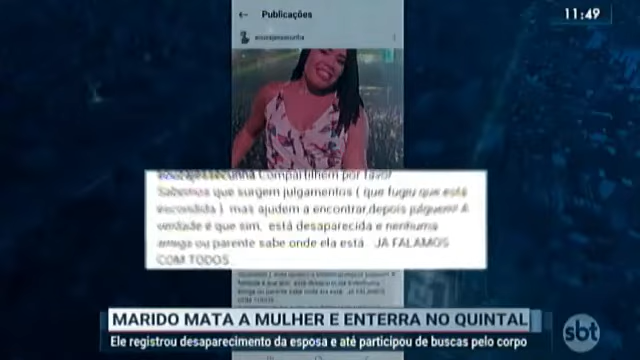 Publicações
11:49
Compartilhem por favor
Sabemos que surgem julgamentos ( que fugiu que está
escondida ) mas ajudem a encontrar, depois julguem! A
verdade é que sim, está desaparecida e nenhuma
amiga ou parente sabe onde ela está. JA FALAMOS
COM TODOS.
MARIDO MATA A MULHER E ENTERRA NO QUINTAL
Ele registrou desaparecimento da esposa e até participou de buscas pelo corpo
sbt